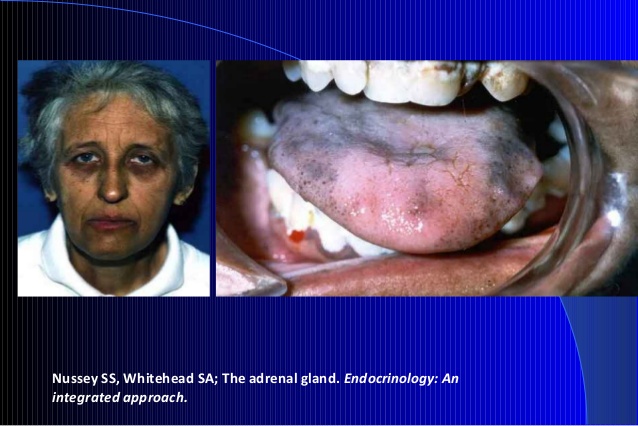 Nussey SS, Whitehead SA; The adrenal gland. Endocrinology: An
integrated approach.